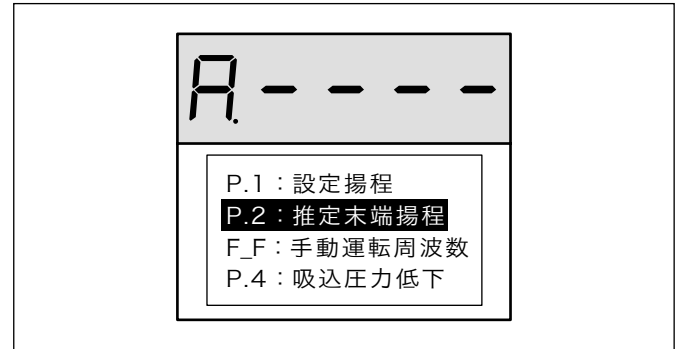 A.----
P.1：設定揚程
P.2：推定末端揚程
F_F：手動運転周波数
P.4：吸込圧力低下